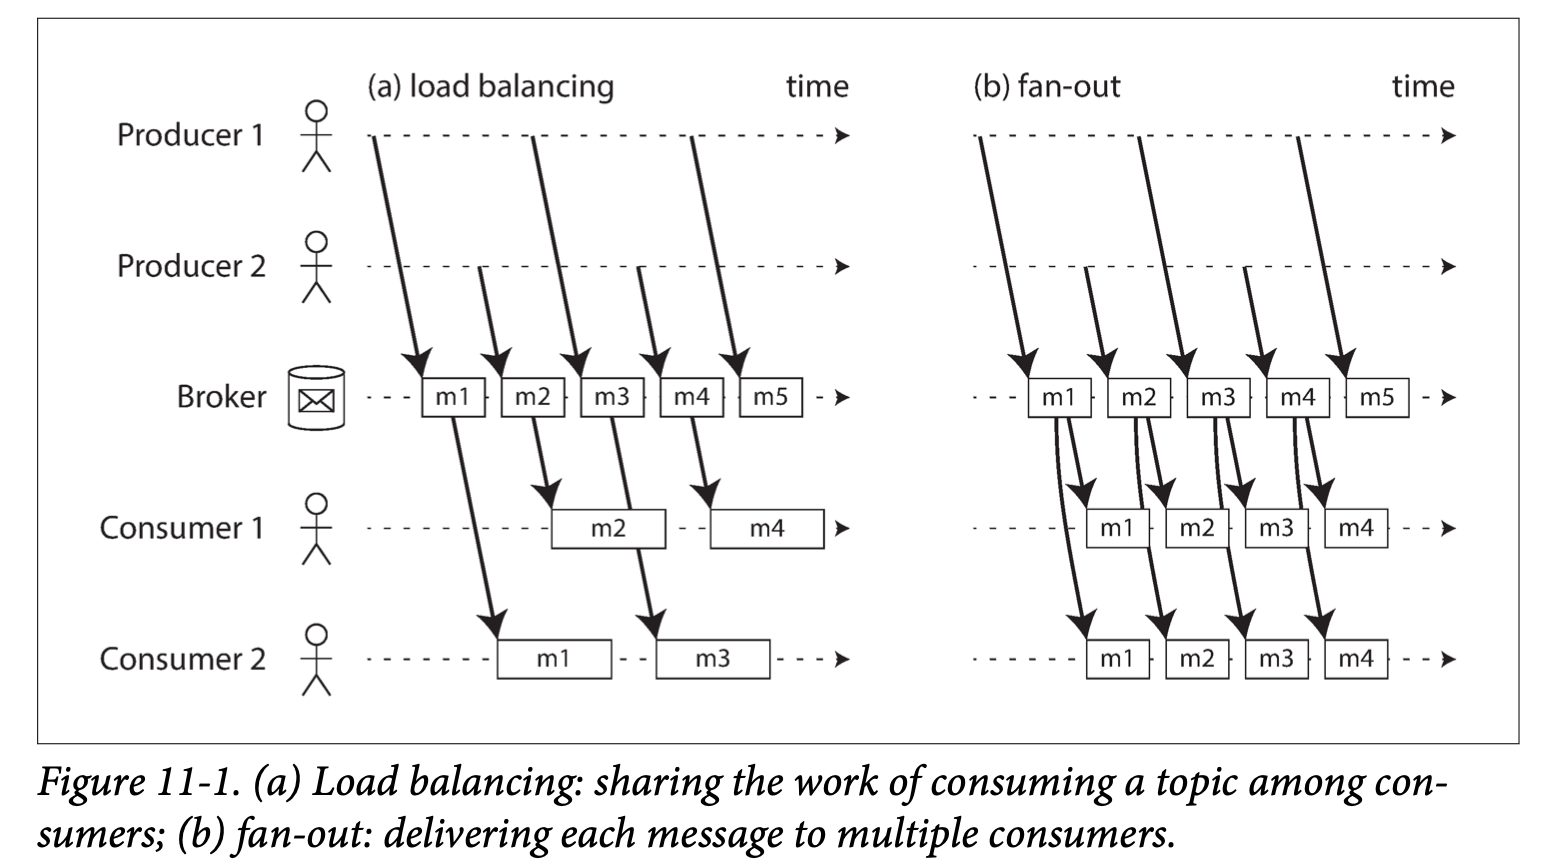 (a) load balancing time (b) fan-out time
Producer 1
Producer 2
Broker m1 m2 m3 m4 m5 m1 m2 m3 m4 m5
Consumer 1 m2 m4 m1 m2 m3 m4
Consumer 2 m1 m3 m1 m2 m3 m4
Figure 11-1. (a) Load balancing: sharing the work of consuming a topic among con-
sumers; (b) fan-out: delivering each message to multiple consumers.